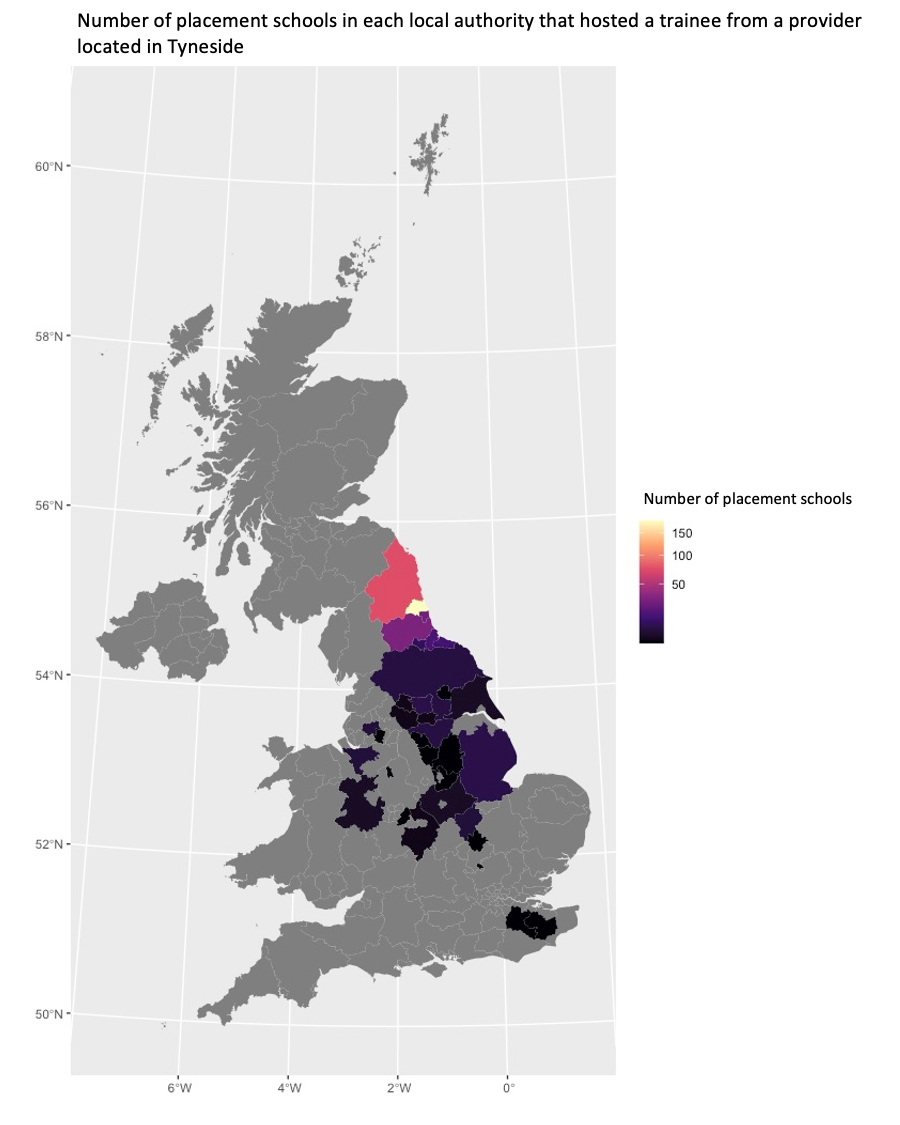 Number of placement schools in each local authority that hosted a trainee from a provider
located in Tyneside
60°N
58°N
56°N
54°N
52°N
50°N
6°W
4°W
2°W
0°
Number of placement schools
150
100
50